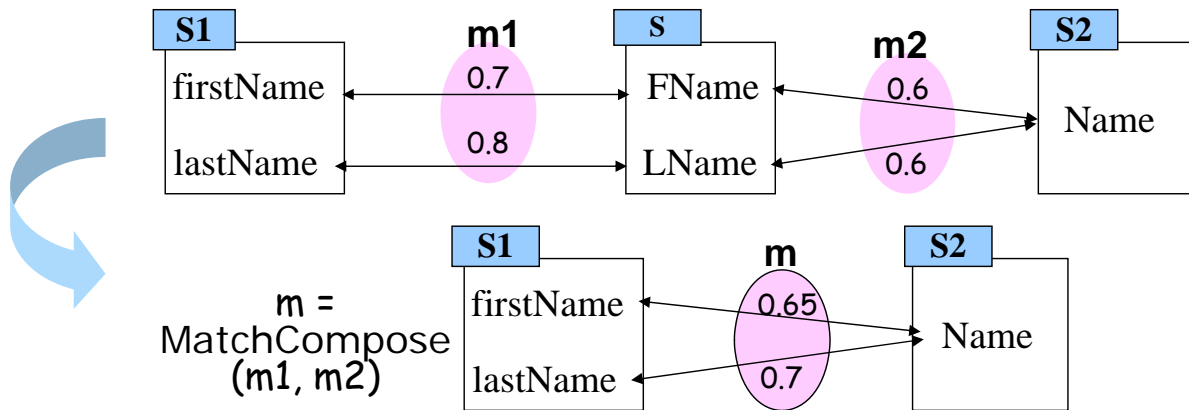 S1
m1
S
m2
S2
firstName
0.7
FName
0.6
Name
lastName
0.8
LName
0.6
S1
m
S2
m =
MatchCompose
(m1, m2)
firstName
0.65
Name
lastName
0.7